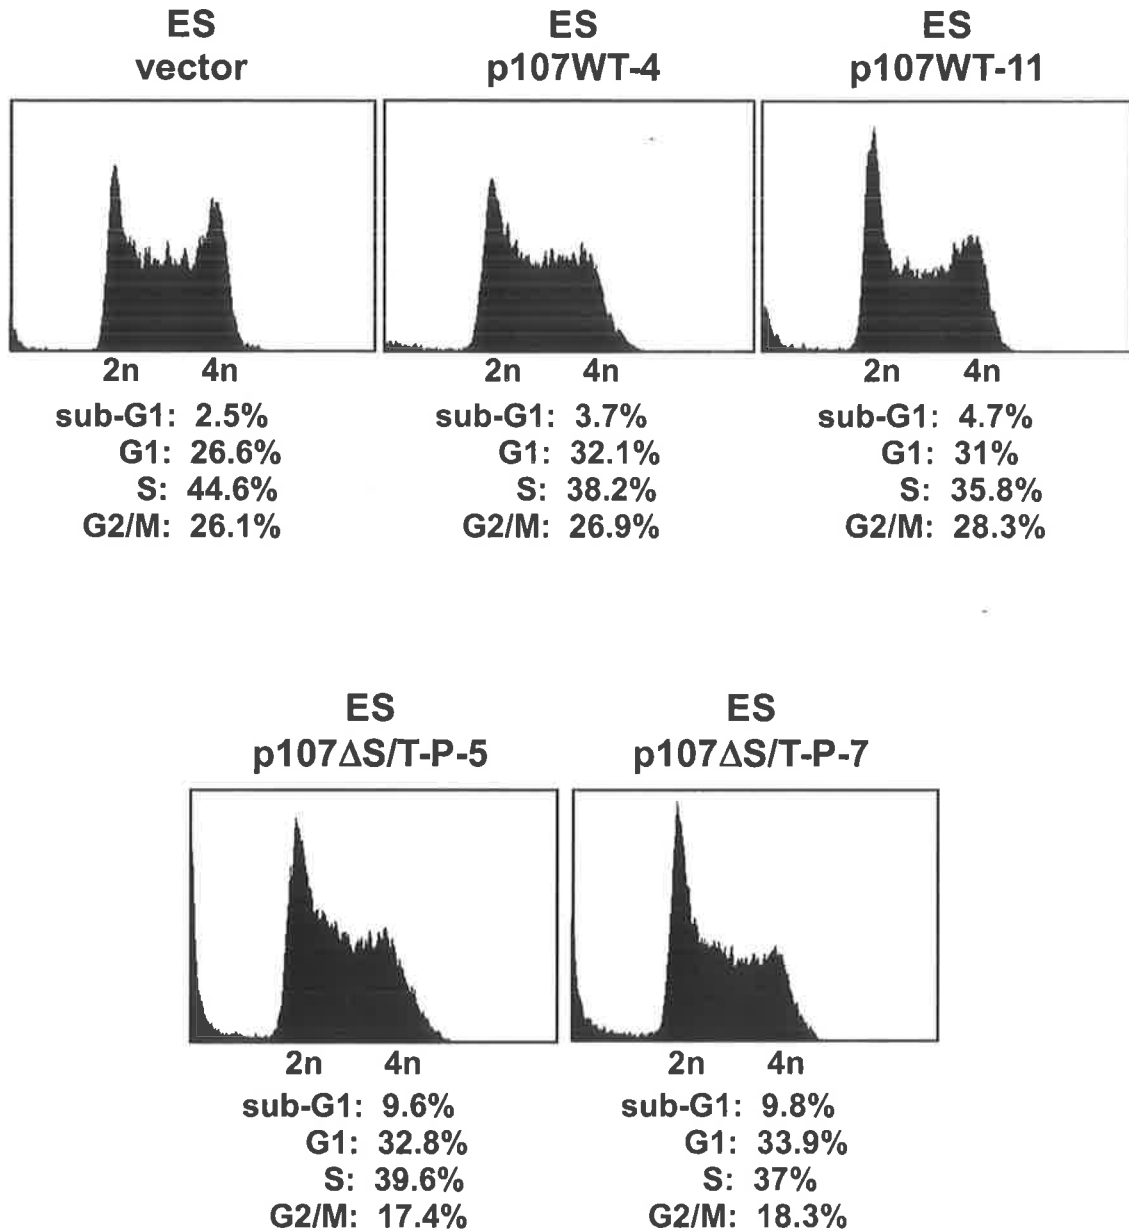 ES ES ES
vector p107WT-4 p107WT-11
2n 4n 2n 4n 2n 4n
sub-G1: 2.5% sub-G1: 3.7% sub-G1: 4.7%
G1: 26.6% G1: 32.1% G1: 31%
S: 44.6% S: 38.2% S: 35.8%
G2/M: 26.1% G2/M: 26.9% G2/M: 28.3%
ES ES
p107ΔS/T-P-5 p107ΔS/T-P-7
2n 4n 2n 4n
sub-G1: 9.6% sub-G1: 9.8%
G1: 32.8% G1: 33.9%
S: 39.6% S: 37%
G2/M: 17.4% G2/M: 18.3%